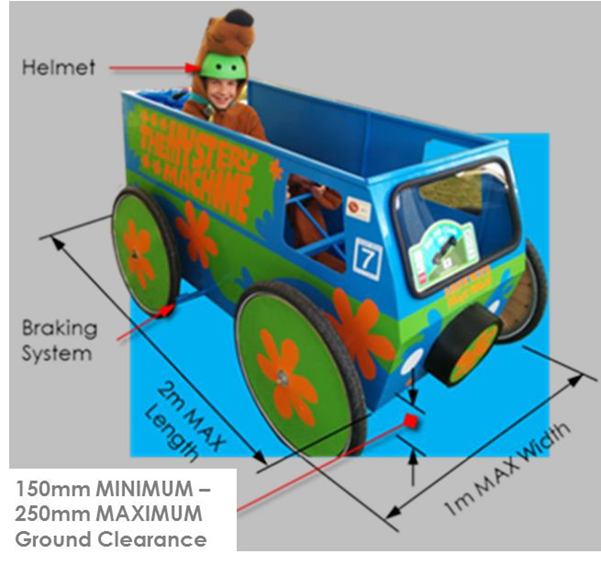 Helmet
THE MYSTERY
MACHINE
7
Braking
System
2m MAX
Length
1m MAX Width
150mm MINIMUM –
250mm MAXIMUM
Ground Clearance